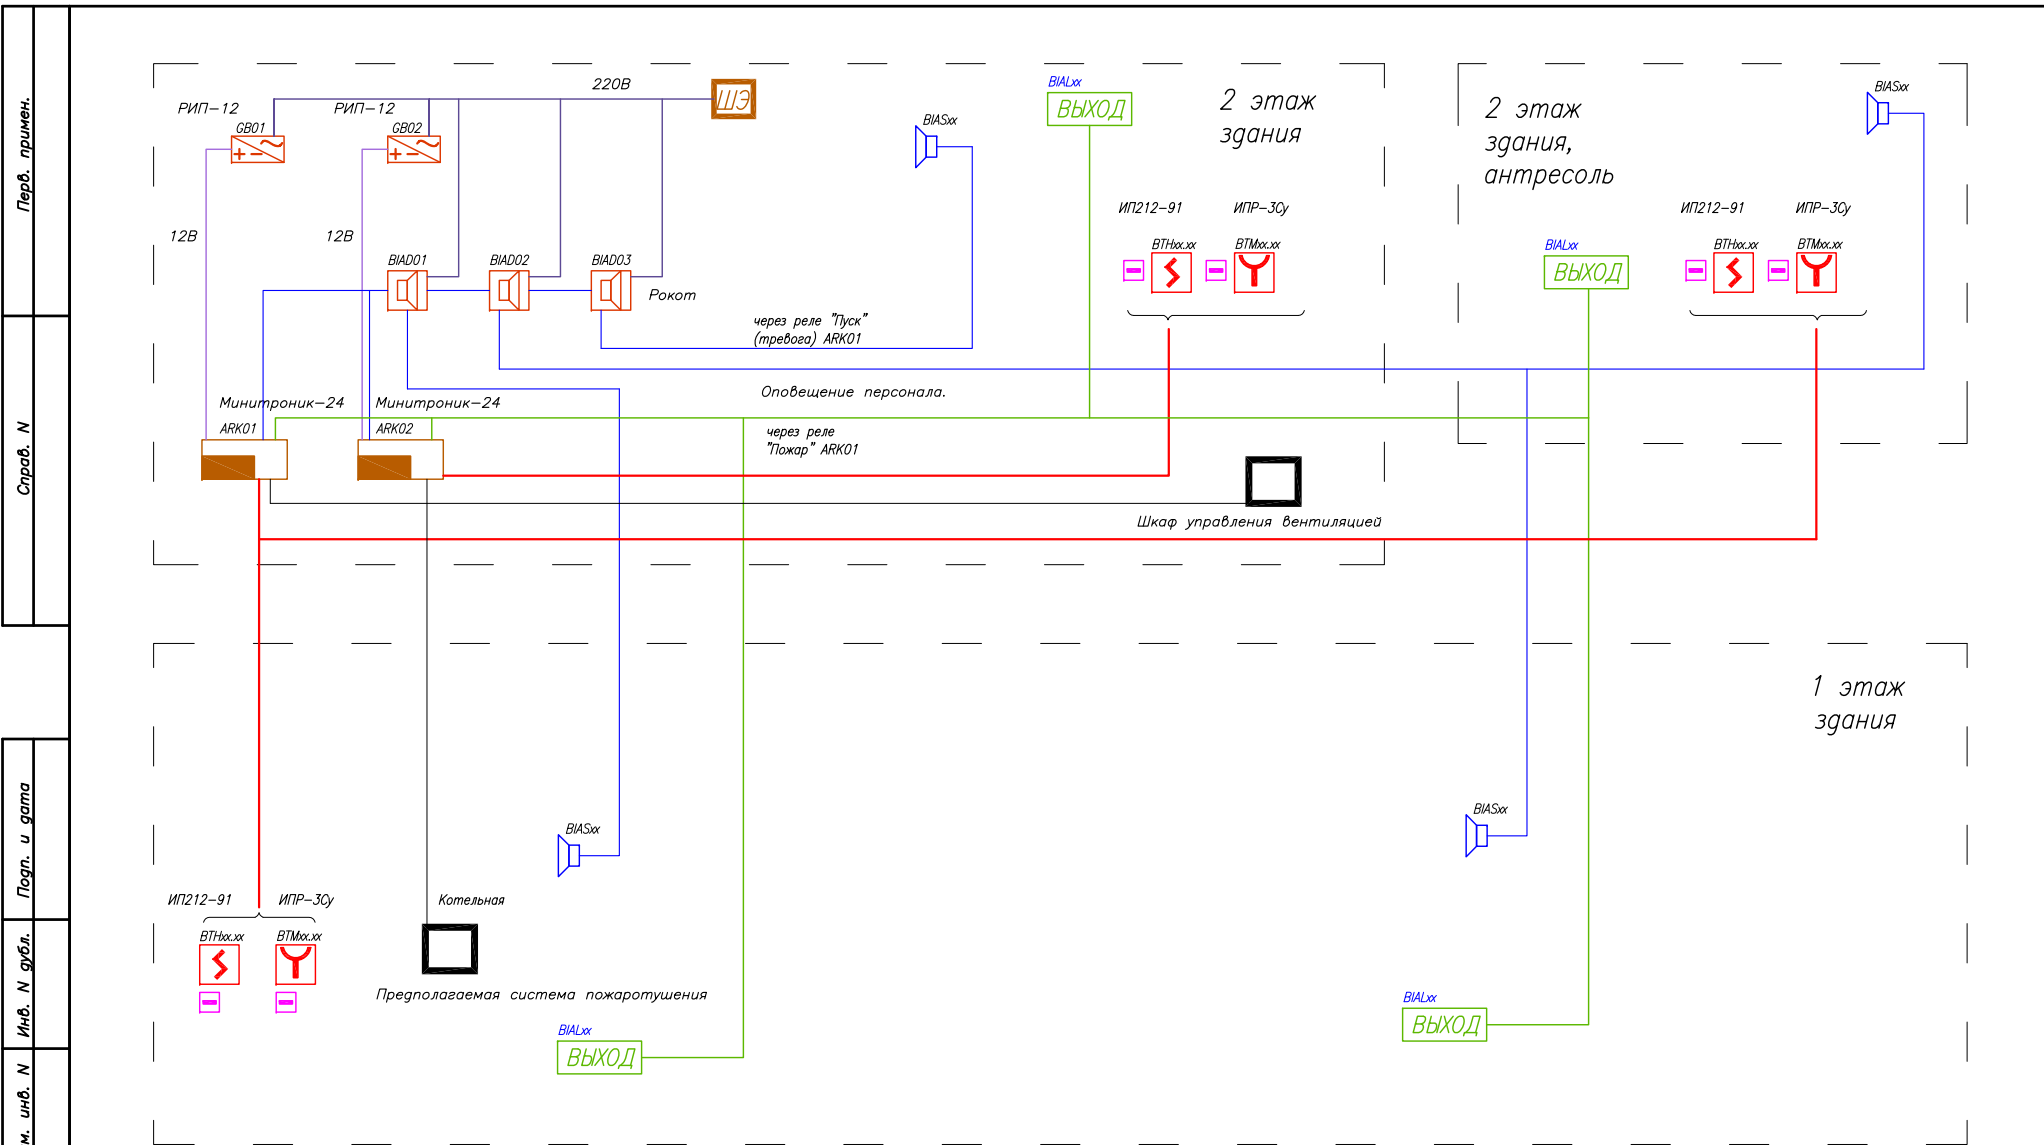 Перв. примен.
Справ. N
Подп. и дата
Инв. N дубл.
м. инв. N
РИП-12
GB01
РИП-12
GB02
220В
ШЭ
12В
12В
BIAD01
BIAD02
BIAD03
Рокот
BIASxx
BIALxx
ВЫХОД
2 этаж
здания
ИП212-91
ИПР-3Су
BTHxx.xx
BTMxx.xx
через реле "Пуск"
(тревога) ARK01
Оповещение персонала.
через реле
"Пожар" ARK01
Минитроник-24
ARK01
Минитроник-24
ARK02
Шкаф управления вентиляцией
2 этаж
здания,
антресоль
BIASxx
ИП212-91
ИПР-3Су
BTHxx.xx
BTMxx.xx
BIALxx
ВЫХОД
1 этаж
здания
BIASxx
BIASxx
ИП212-91
ИПР-3Су
BTHxx.xx
BTMxx.xx
Котельная
Предполагаемая система пожаротушения
BIALxx
ВЫХОД
BIALxx
ВЫХОД